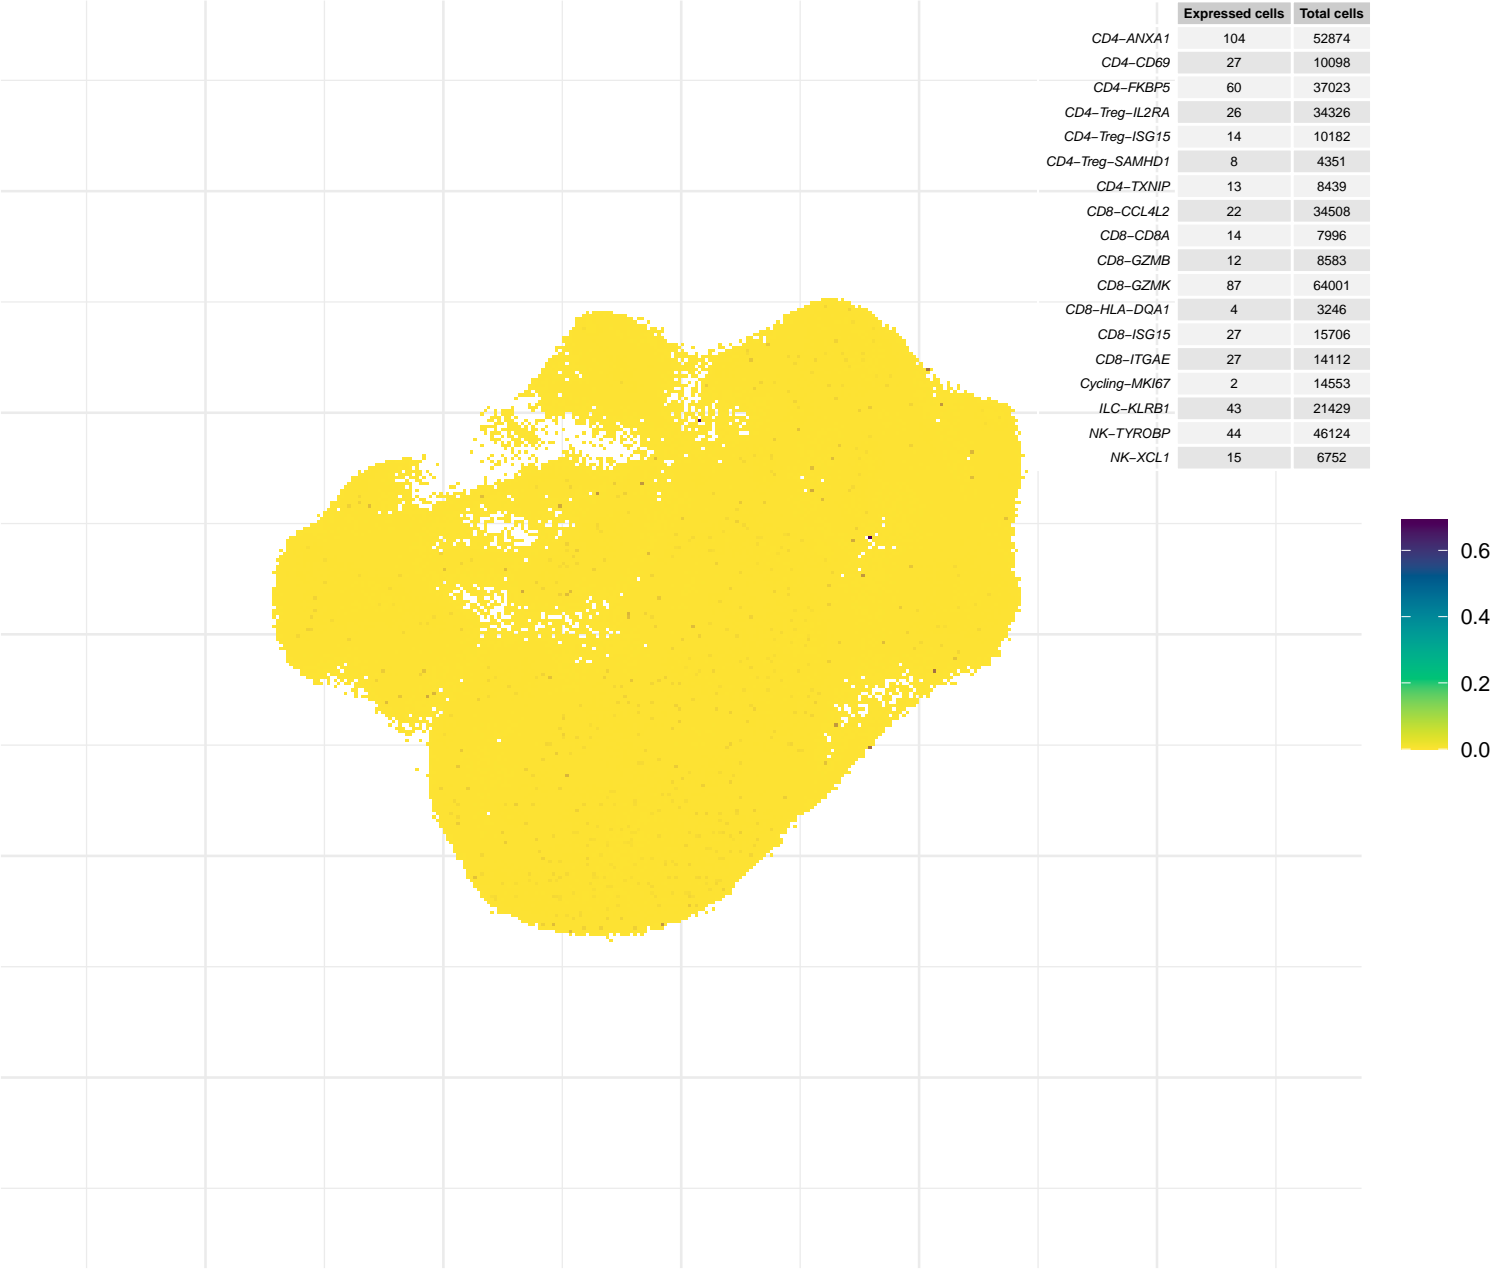 Expressed cells Total cells
CD4−ANXA1 104 52874
CD4−CD69 27 10098
CD4−FKBP5 60 37023
CD4−Treg−IL2RA 26 34326
CD4−Treg−ISG15 14 10182
CD4−Treg−SAMHD1 8 4351
CD4−TXNIP 13 8439
CD8−CCL4L2 22 34508
CD8−CD8A 14 7996
CD8−GZMB 12 8583
CD8−GZMK 87 64001
CD8−HLA−DQA1 4 3246
CD8−ISG15 27 15706
CD8−ITGAE 27 14112
Cycling−MKI67 2 14553
ILC−KLRB1 43 21429
NK−TYROBP 44 46124
NK−XCL1 15 6752
0.6
0.4
0.2
0.0